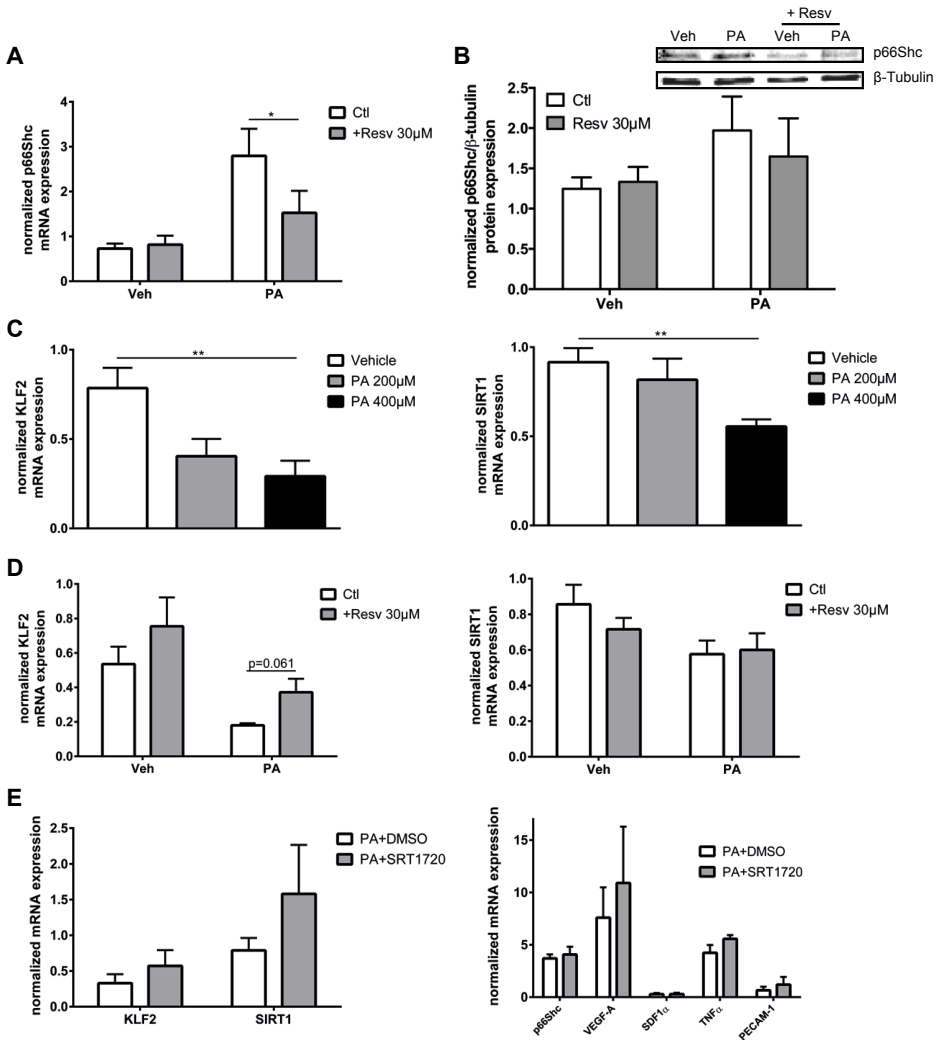 A
normalized p66Shc
mRNA expression
4
3
2
1
0
*
Ctl
+Resv 30μM
Veh
PA
B
+ Resv
Veh
PA
Veh
PA
p66Shc
β-Tubulin
normalized p66Shc/β-tubulin
protein expression
2.5
2.0
1.5
1.0
0.5
0.0
Ctl
Resv 30μM
Veh
PA
C
normalized KLF2
mRNA expression
1.0
0.5
0.0
**
Vehicle
PA 200μM
PA 400μM
normalized SIRT1
mRNA expression
1.0
0.5
0.0
**
Vehicle
PA 200μM
PA 400μM
D
normalized KLF2
mRNA expression
1.0
0.8
0.6
0.4
0.2
0.0
p=0.061
Ctl
+Resv 30μM
Veh
PA
normalized SIRT1
mRNA expression
1.0
0.8
0.6
0.4
0.2
0.0
Ctl
+Resv 30μM
Veh
PA
E
normalized mRNA expression
2.5
2.0
1.5
1.0
0.5
0.0
PA+DMSO
PA+SRT1720
KLF2
SIRT1
normalized mRNA expression
15
10
5
0
PA+DMSO
PA+SRT1720
p66Shc
VEGF-A
SDF1α
TNFα
PECAM-1